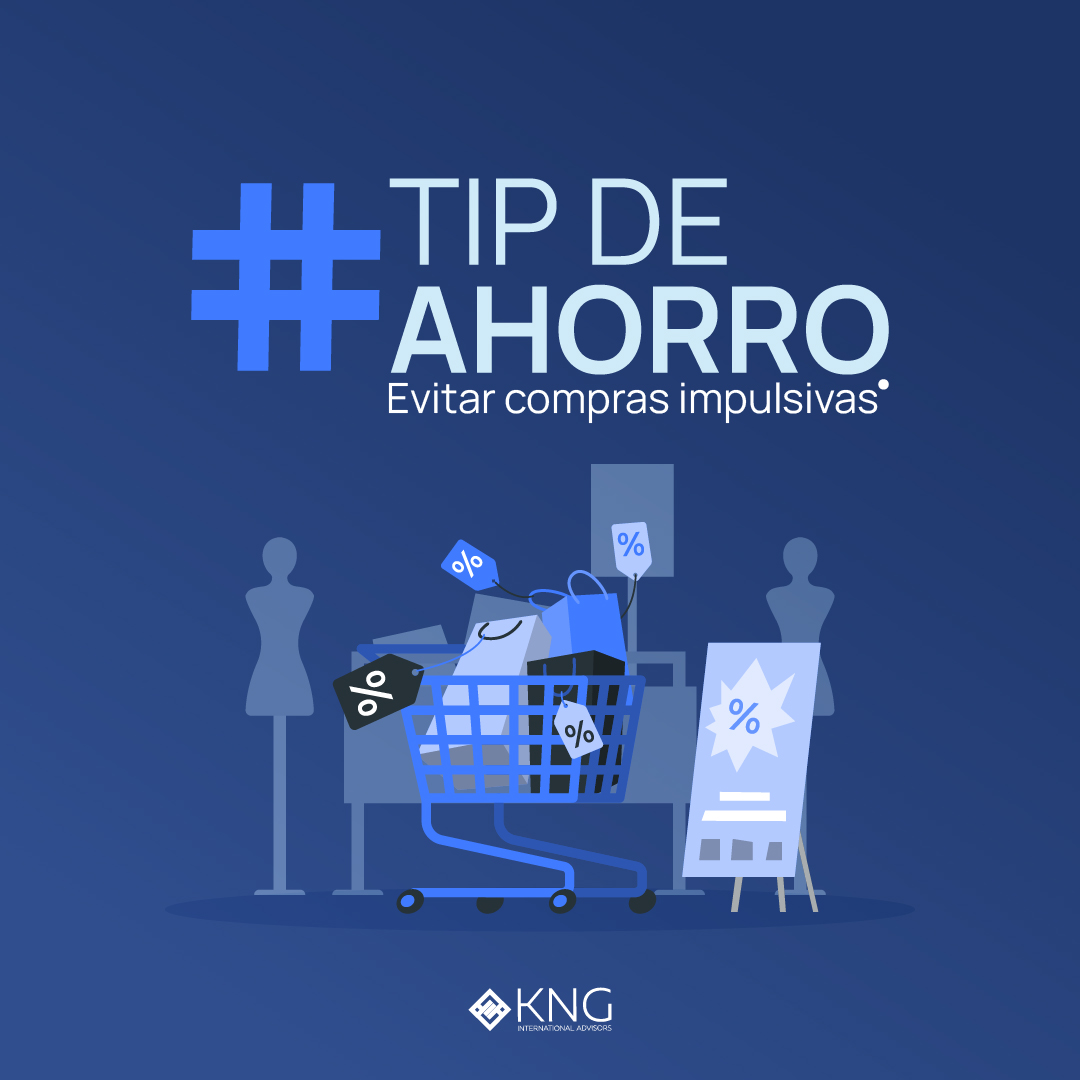 #TIP DE
AHORRO
Evitar compras impulsivas
%
%
%
%
%
KNG
INTERNATIONAL ADVISORS